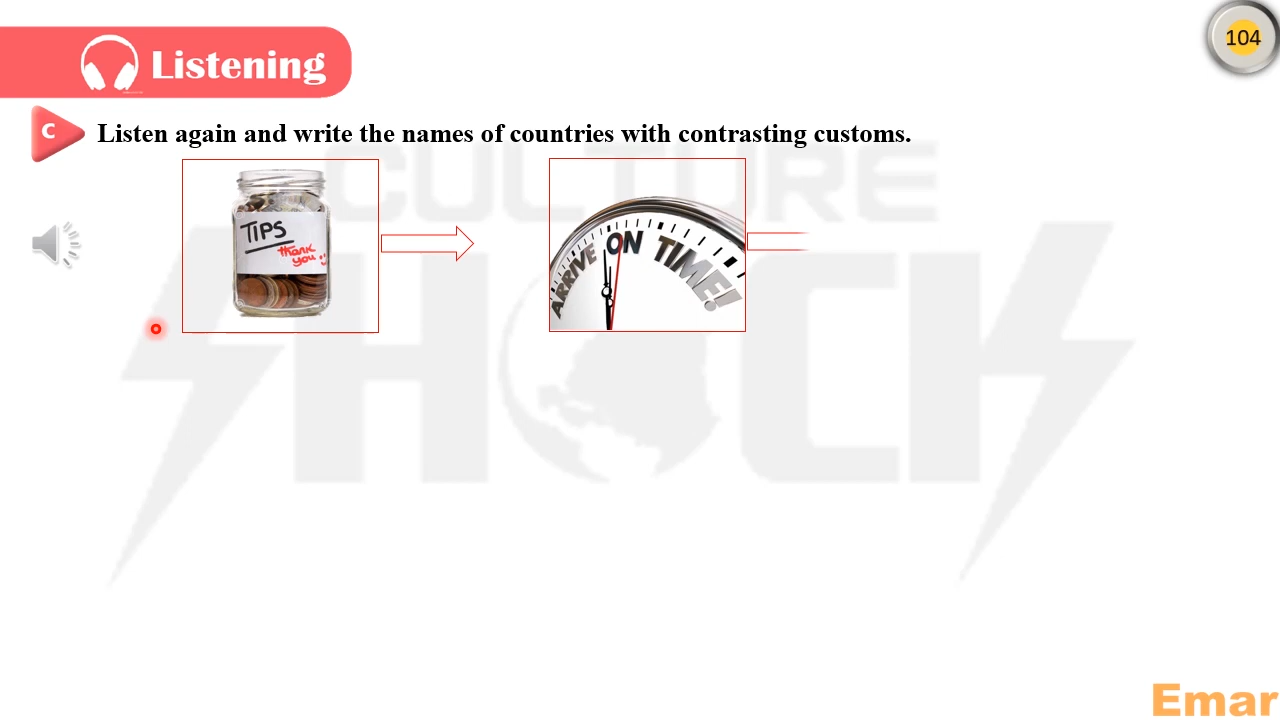 104
Listening
C
Listen again and write the names of countries with contrasting customs.
CULTURE
SHOCK
TIPS
thank
you
ARRIVE ON TIME!
Emar